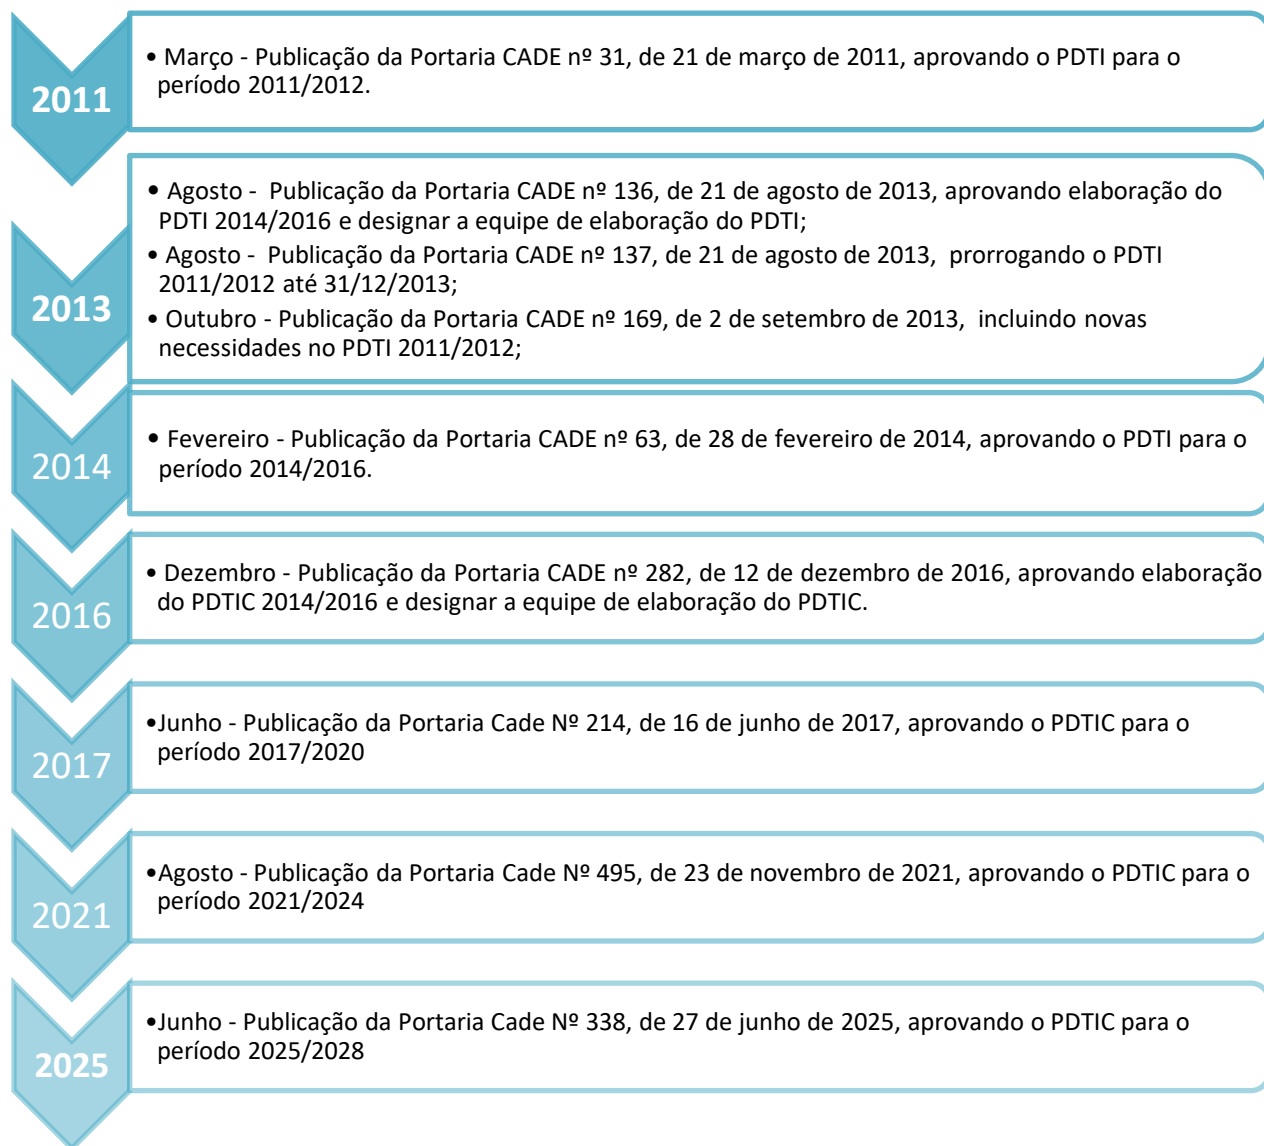 2011
• Março - Publicação da Portaria CADE nº 31, de 21 de março de 2011, aprovando o PDTI para o
período 2011/2012.
2013
• Agosto - Publicação da Portaria CADE nº 136, de 21 de agosto de 2013, aprovando elaboração do
PDTI 2014/2016 e designar a equipe de elaboração do PDTI;
• Agosto - Publicação da Portaria CADE nº 137, de 21 de agosto de 2013, prorrogando o PDTI
2011/2012 até 31/12/2013;
• Outubro - Publicação da Portaria CADE nº 169, de 2 de setembro de 2013, incluindo novas
necessidades no PDTI 2011/2012;
2014
• Fevereiro - Publicação da Portaria CADE nº 63, de 28 de fevereiro de 2014, aprovando o PDTI para o
período 2014/2016.
2016
• Dezembro - Publicação da Portaria CADE nº 282, de 12 de dezembro de 2016, aprovando elaboração
do PDTIC 2014/2016 e designar a equipe de elaboração do PDTIC.
2017
•Junho - Publicação da Portaria Cade Nº 214, de 16 de junho de 2017, aprovando o PDTIC para o
período 2017/2020
2021
•Agosto - Publicação da Portaria Cade Nº 495, de 23 de novembro de 2021, aprovando o PDTIC para o
período 2021/2024
2025
•Junho - Publicação da Portaria Cade Nº 338, de 27 de junho de 2025, aprovando o PDTIC para o
período 2025/2028